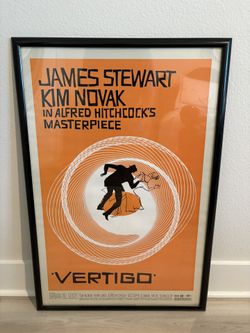 JAMES STEWART
KIM NOVAK
IN ALFRED HITCHCOCK'S
MASTERPIECE
'VERTIGO'